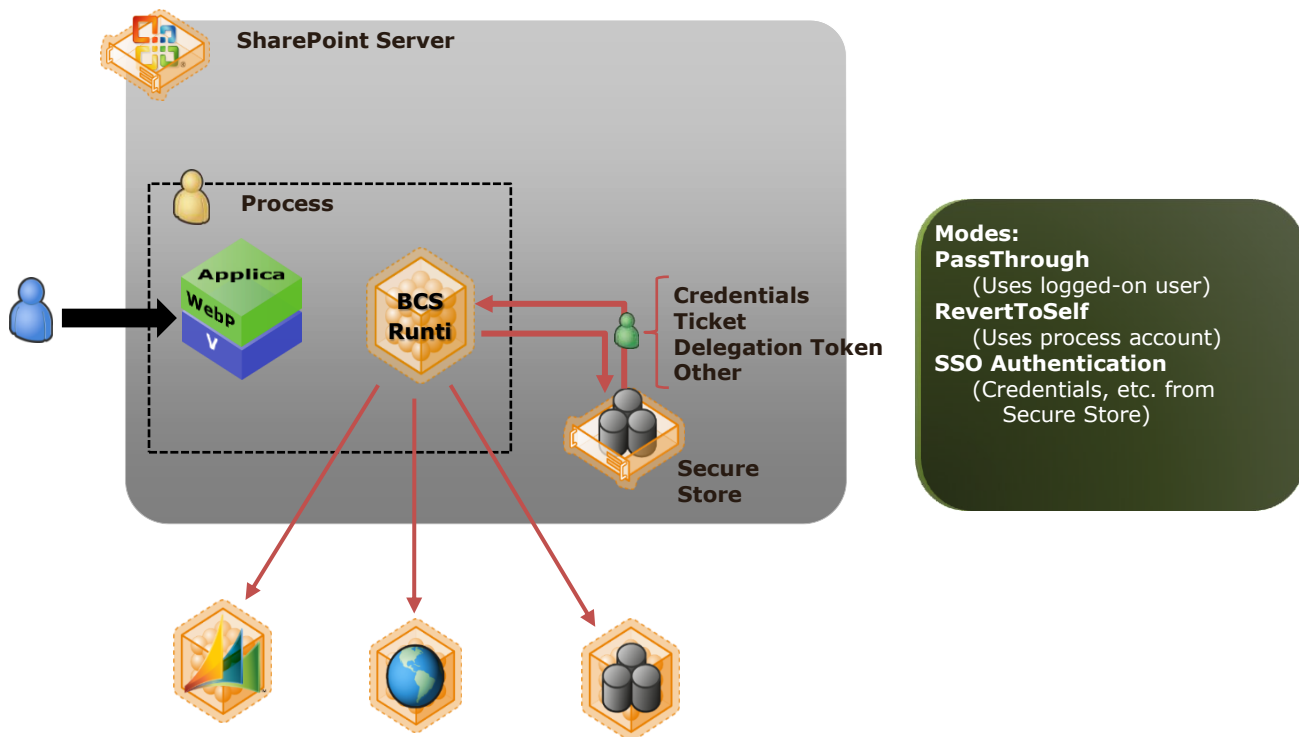 SharePoint Server
Process
Applica
WebP
V
BCS
Runti
Credentials
Ticket
Delegation Token
Other
Secure
Store
Modes:
PassThrough
(Uses logged-on user)
RevertToSelf
(Uses process account)
SSO Authentication
(Credentials, etc. from
Secure Store)